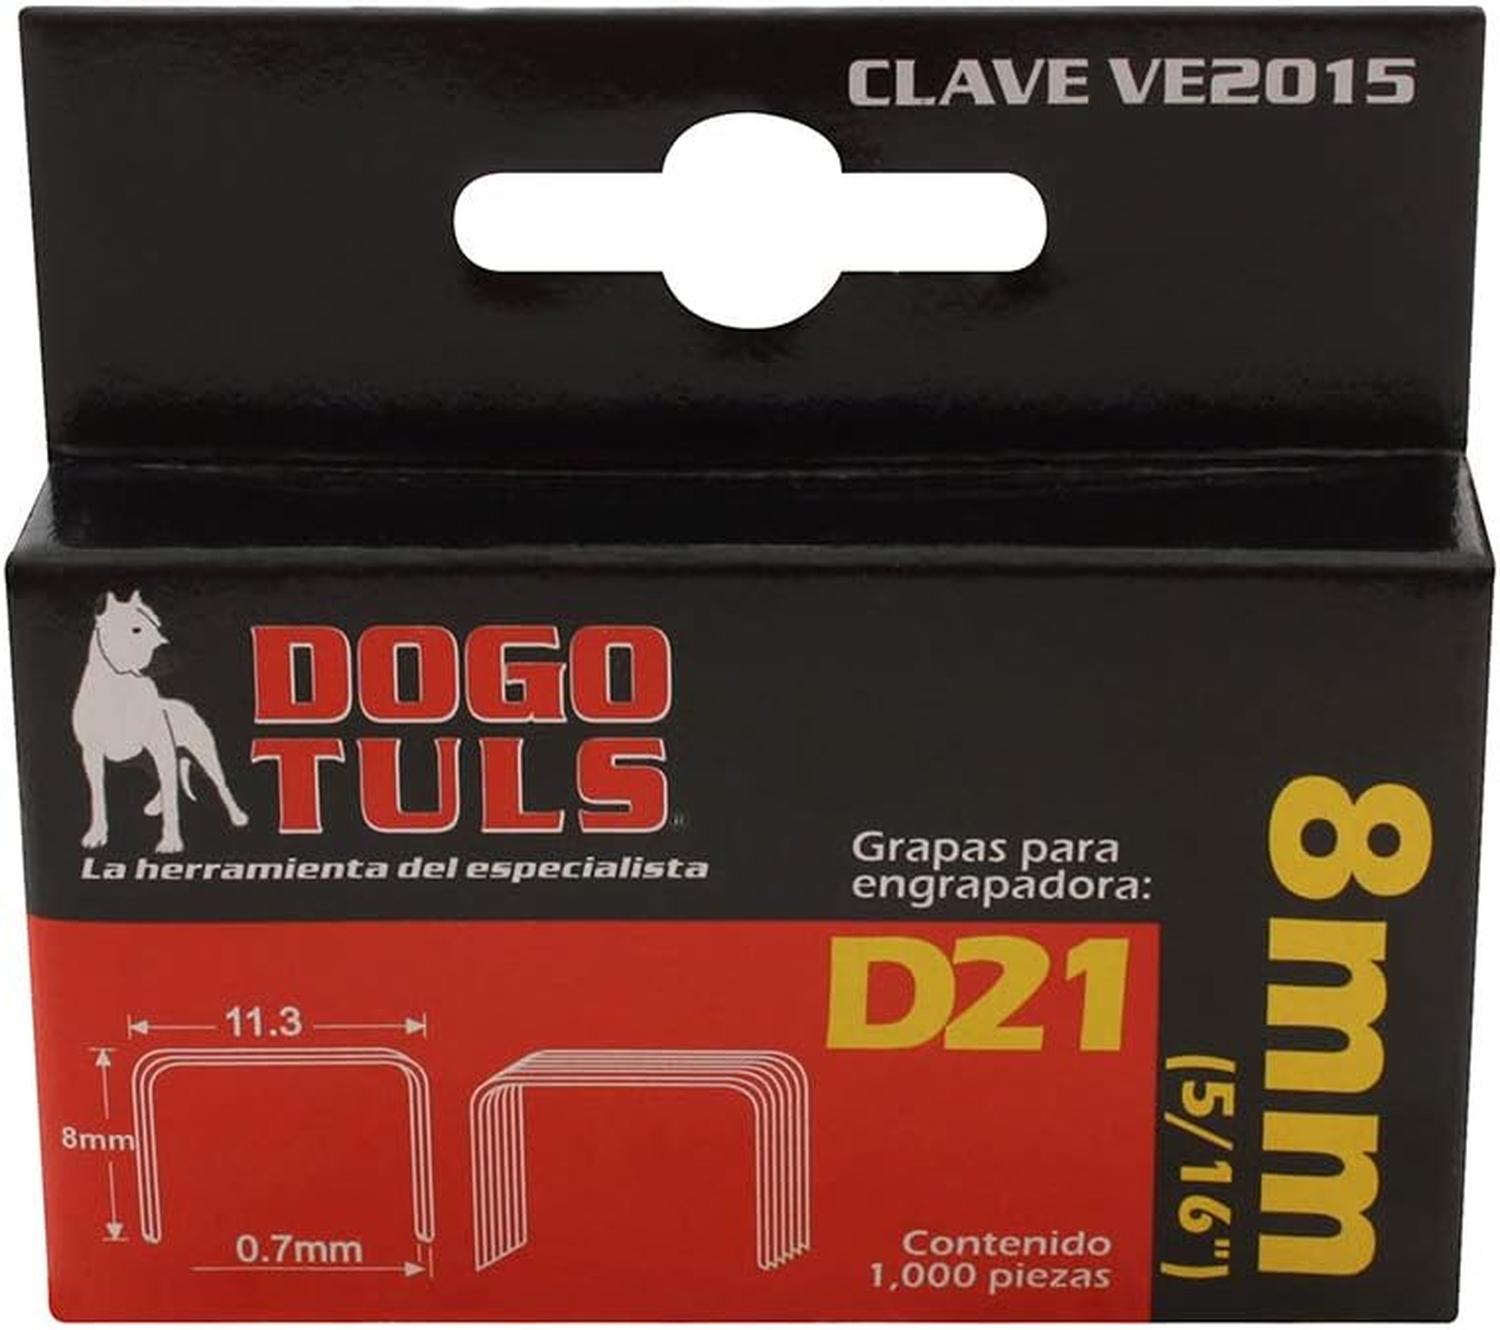 CLAVE VE2015
DOGO
TULS
La herramienta del especialista
Grapas para
engrapadora:
D21
8mm
(5/16")
11.3
8mm
0.7mm
Contenido
1,000 piezas